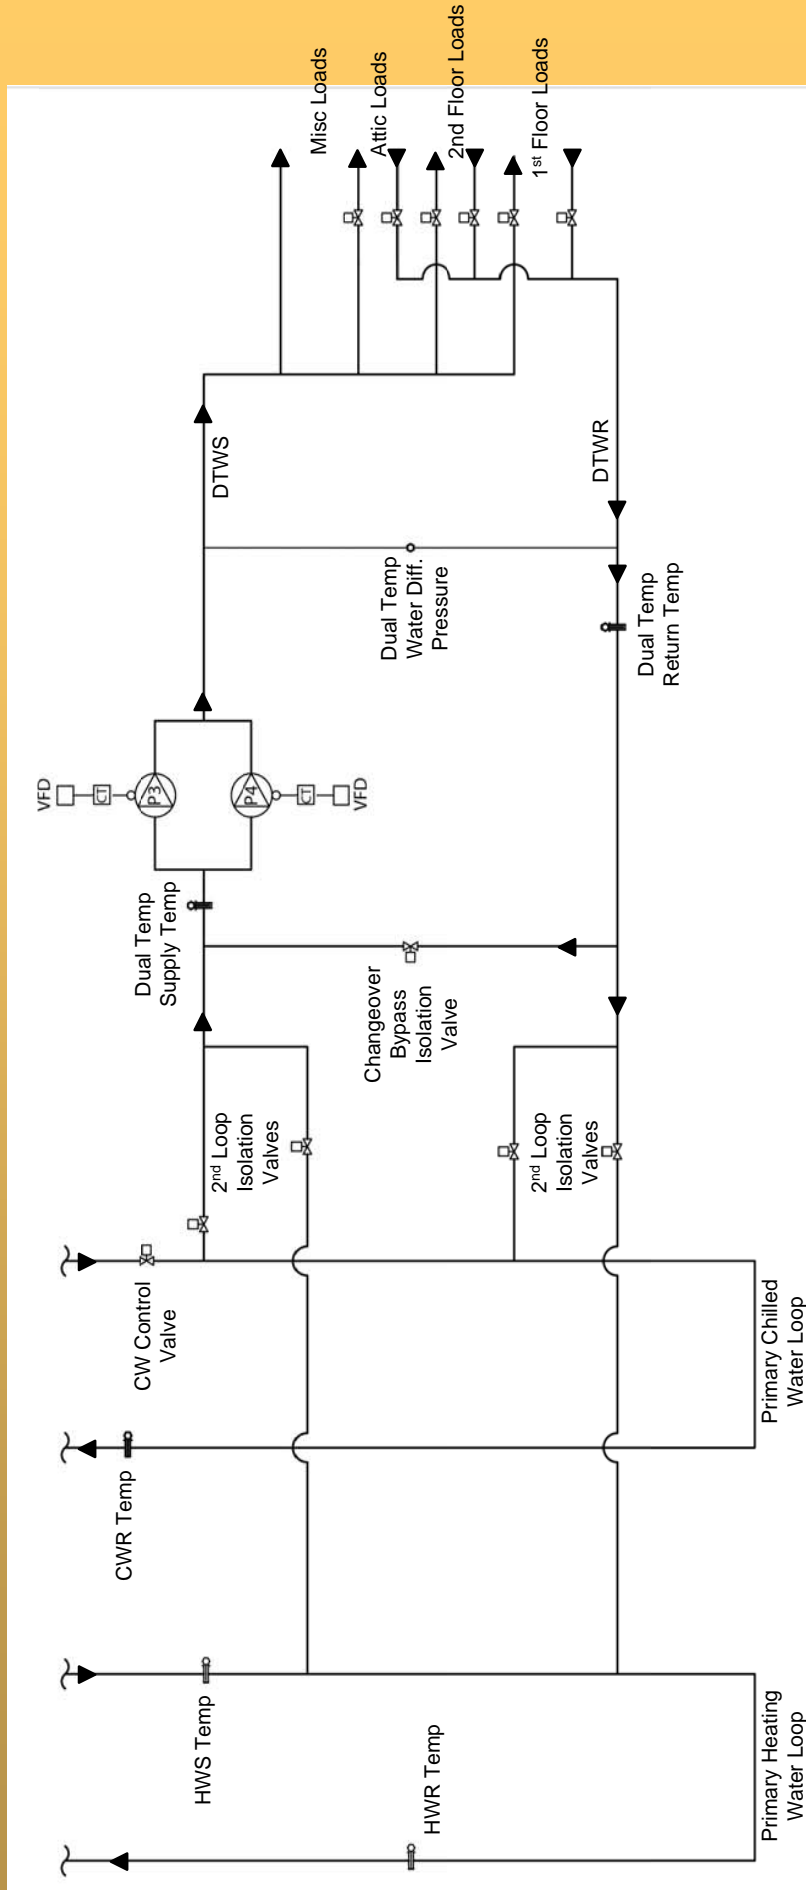 Misc Loads
Attic Loads
2nd Floor Loads
1st Floor Loads
DTWS
DTWR
Dual Temp
Water Diff.
Pressure
Dual Temp
Return Temp
VFD
CT
P3
P4
CT
VFD
Dual Temp
Supply Temp
Changeover
Bypass
Isolation
Valve
2nd Loop
Isolation
Valves
2nd Loop
Isolation
Valves
CW Control
Valve
CWR Temp
Primary Chilled
Water Loop
HWS Temp
HWR Temp
Primary Heating
Water Loop